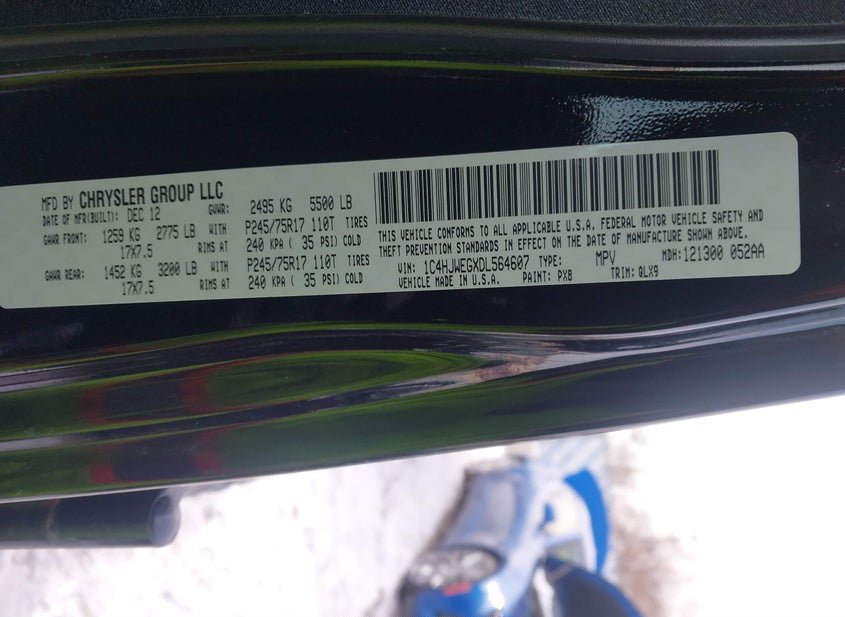 MFD BY CHRYSLER GROUP LLC
DATE OF MFR(BUILT): DEC 12 GVWR: 2495 KG 5500 LB
GAWR FRONT: 1259 KG 2775 LB WITH P245/75R17 110T TIRES
17X7.5 RIMS AT 240 KPA ( 35 PSI) COLD
GAWR REAR: 1452 KG 3200 LB WITH P245/75R17 110T TIRES
17X7.5 RIMS AT 240 KPA ( 35 PSI) COLD
THIS VEHICLE CONFORMS TO ALL APPLICABLE U.S.A. FEDERAL MOTOR VEHICLE SAFETY AND
THEFT PREVENTION STANDARDS IN EFFECT ON THE DATE OF MANUFACTURE SHOWN ABOVE.
VIN: 1C4HJWEGXDL564607 TYPE: MPV MDH: 121300 052AA
VEHICLE MADE IN U.S.A. PAINT: PX8 TRIM: QLX9